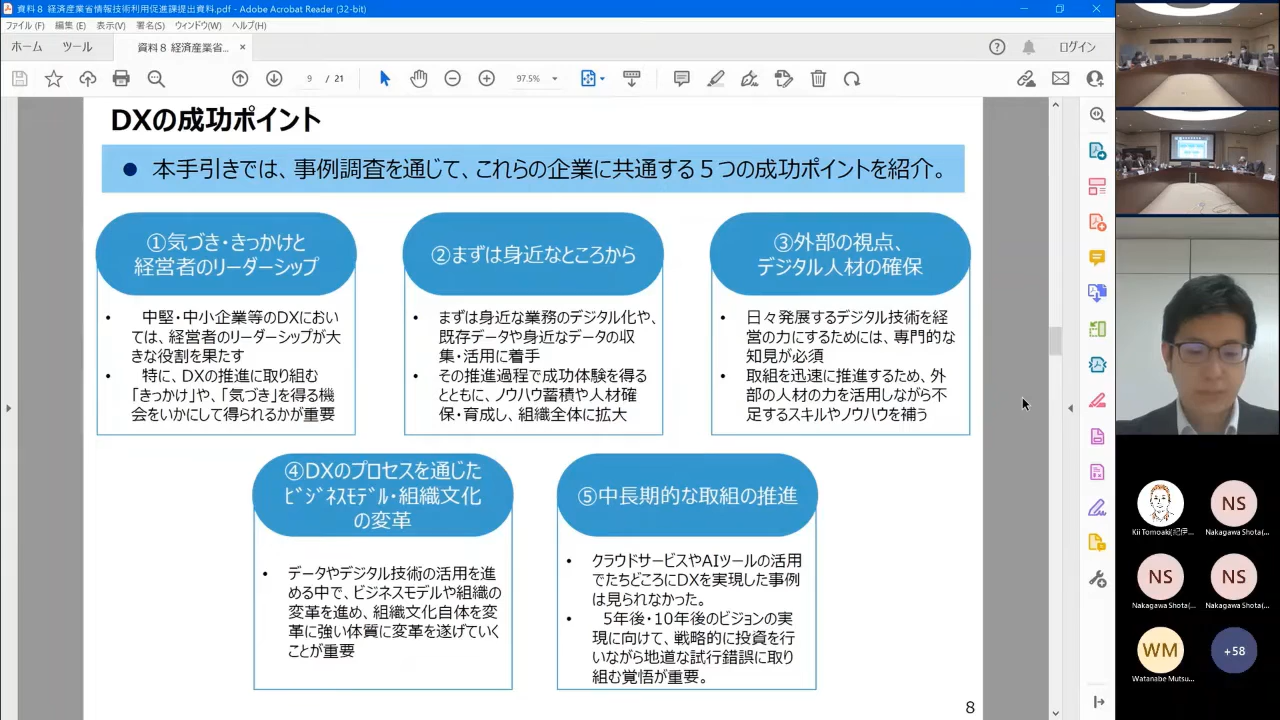 資料８ 経済産業省情報技術利用促進課提出資料.pdf - Adobe Acrobat Reader (32-bit)
ファイル(F) 編集(E) 表示(V) 署名(S) ウィンドウ(W) ヘルプ(H)
ホーム ツール 資料８ 経済産業省... × ログイン
9 / 21 97.5%
DXの成功ポイント
● 本手引きでは、事例調査を通じて、これらの企業に共通する５つの成功ポイントを紹介。
①気づき・きっかけと
経営者のリーダーシップ
• 中堅・中小企業等のDXにおい
ては、経営者のリーダーシップが大
きな役割を果たす
• 特に、DXの推進に取り組む
「きっかけ」や、「気づき」を得る機
会をいかにして得られるかが重要
②まずは身近なところから
• まずは身近な業務のデジタル化や、
既存データや身近なデータの収
集・活用に着手
• その推進過程で成功体験を得る
とともに、ノウハウ蓄積や人材確
保・育成し、組織全体に拡大
③外部の視点、
デジタル人材の確保
• 日々発展するデジタル技術を経
営の力にするためには、専門的な
知見が必須
• 取組を迅速に推進するため、外
部の人材の力を活用しながら不
足するスキルやノウハウを補う
④DXのプロセスを通じた
ﾋﾞｼﾞﾈｽﾓﾃﾞﾙ・組織文化
の変革
• データやデジタル技術の活用を進
める中で、ビジネスモデルや組織の
変革を進め、組織文化自体を変
革に強い体質に変革を遂げていく
ことが重要
⑤中長期的な取組の推進
• クラウドサービスやAIツールの活用
でたちどころにDXを実現した事例
は見られなかった。
• 5年後・10年後のビジョンの実
現に向けて、戦略的に投資を行
いながら地道な試行錯誤に取り
組む覚悟が重要。
8
Kii Tomoaki(紀伊...
NS
Nakagawa Shota(...
NS
Nakagawa Shota(...
NS
Nakagawa Shota(...
WM
Watanabe Mutsu...
+58